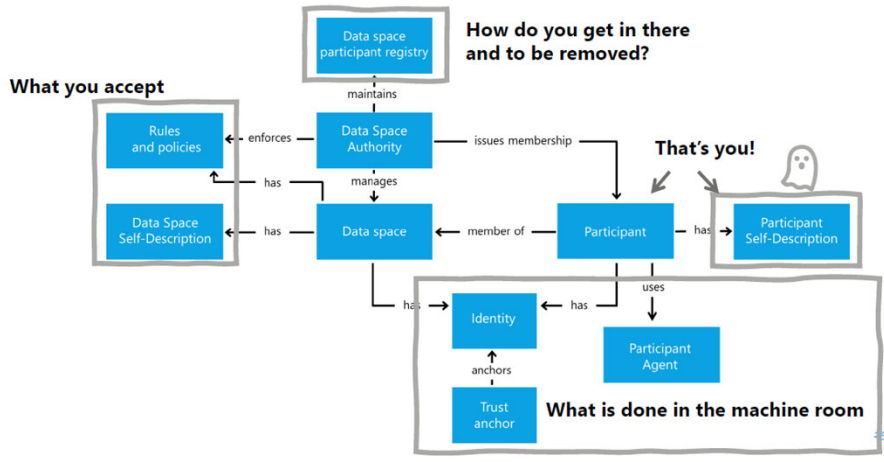 Data space
participant registry
How do you get in there
and to be removed?
What you accept
maintains
Rules
and policies
enforces
Data Space
Authority
issues membership
That's you!
has
manages
Data Space
Self-Description
has
Data space
member of
Participant
has
Participant
Self-Description
has
Identity
has
uses
Participant
Agent
anchors
Trust
anchor
What is done in the machine room